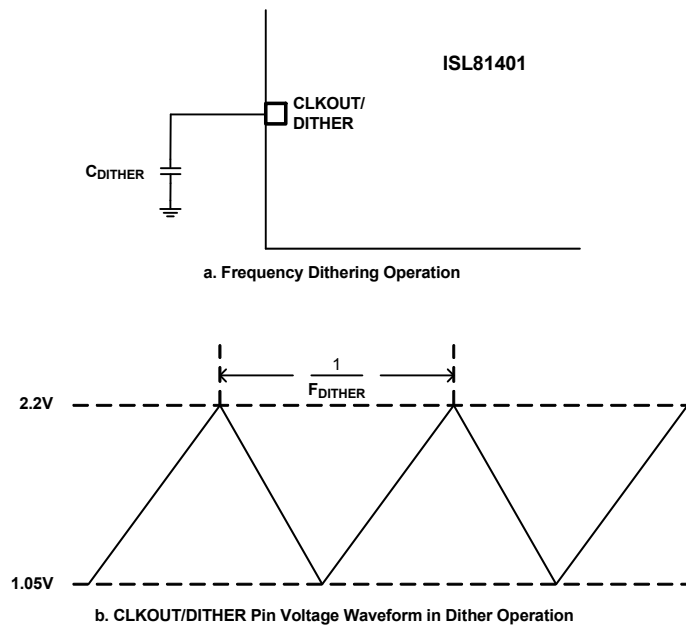 ISL81401
CLKOUT/
DITHER
CDITHER
a. Frequency Dithering Operation
1
FDITHER
2.2V
1.05V
b. CLKOUT/DITHER Pin Voltage Waveform in Dither Operation